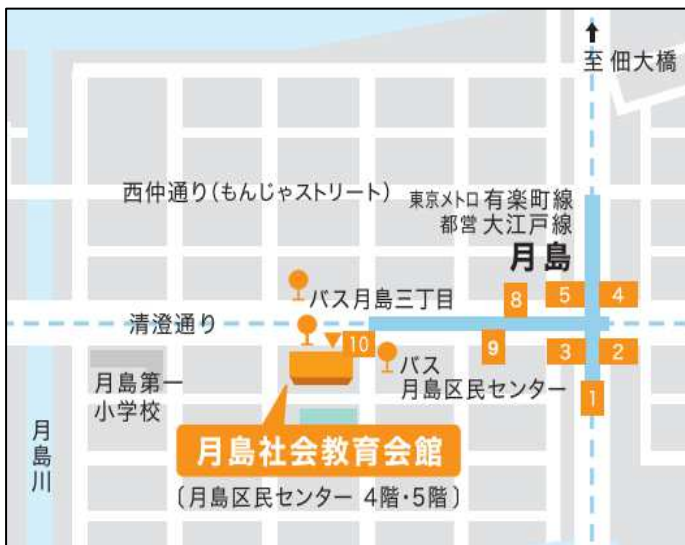 至 佃大橋
西仲通り(もんじゃストリート)
東京メトロ 有楽町線
都営 大江戸線
月島
5
4
8
バス月島三丁目
清澄通り
10
9
3
2
バス
月島区民センター
1
月島第一
小学校
月島川
月島社会教育会館
〔月島区民センター 4階・5階〕